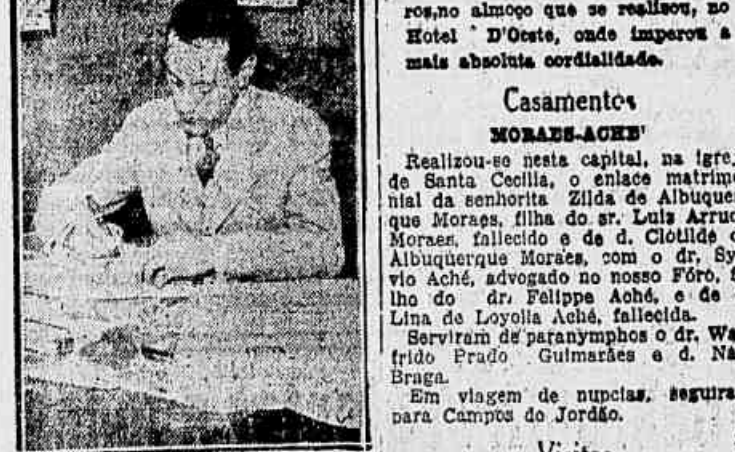 ros,no almoço que se realisou, no
Hotel D'Oeste, onde imperou a
mais absoluta cordialidade.
Casamentos
MORAES-ACHE'
Realizou-se nesta capital, na igre
de Santa Cecilia, o enlace matrimo
nial da senhorita Zilda de Albuquer
que Moraes, filha do sr. Luis Arruc
Moraes, fallecido e de d. Clotilde
Albuquerque Moraes, com o dr, Sy
vio Aché, advogado no nosso Fôro, f
lho do dr. Felippe Aché, e de
Lina de Loyolla Aché, fallecida.
Serviram de paranymphos o dr. Wa
frido Prado Guimarães e d. Na
Braga.
Em viagem de nupcias, seguira
para Campos do Jordão.
Visitas